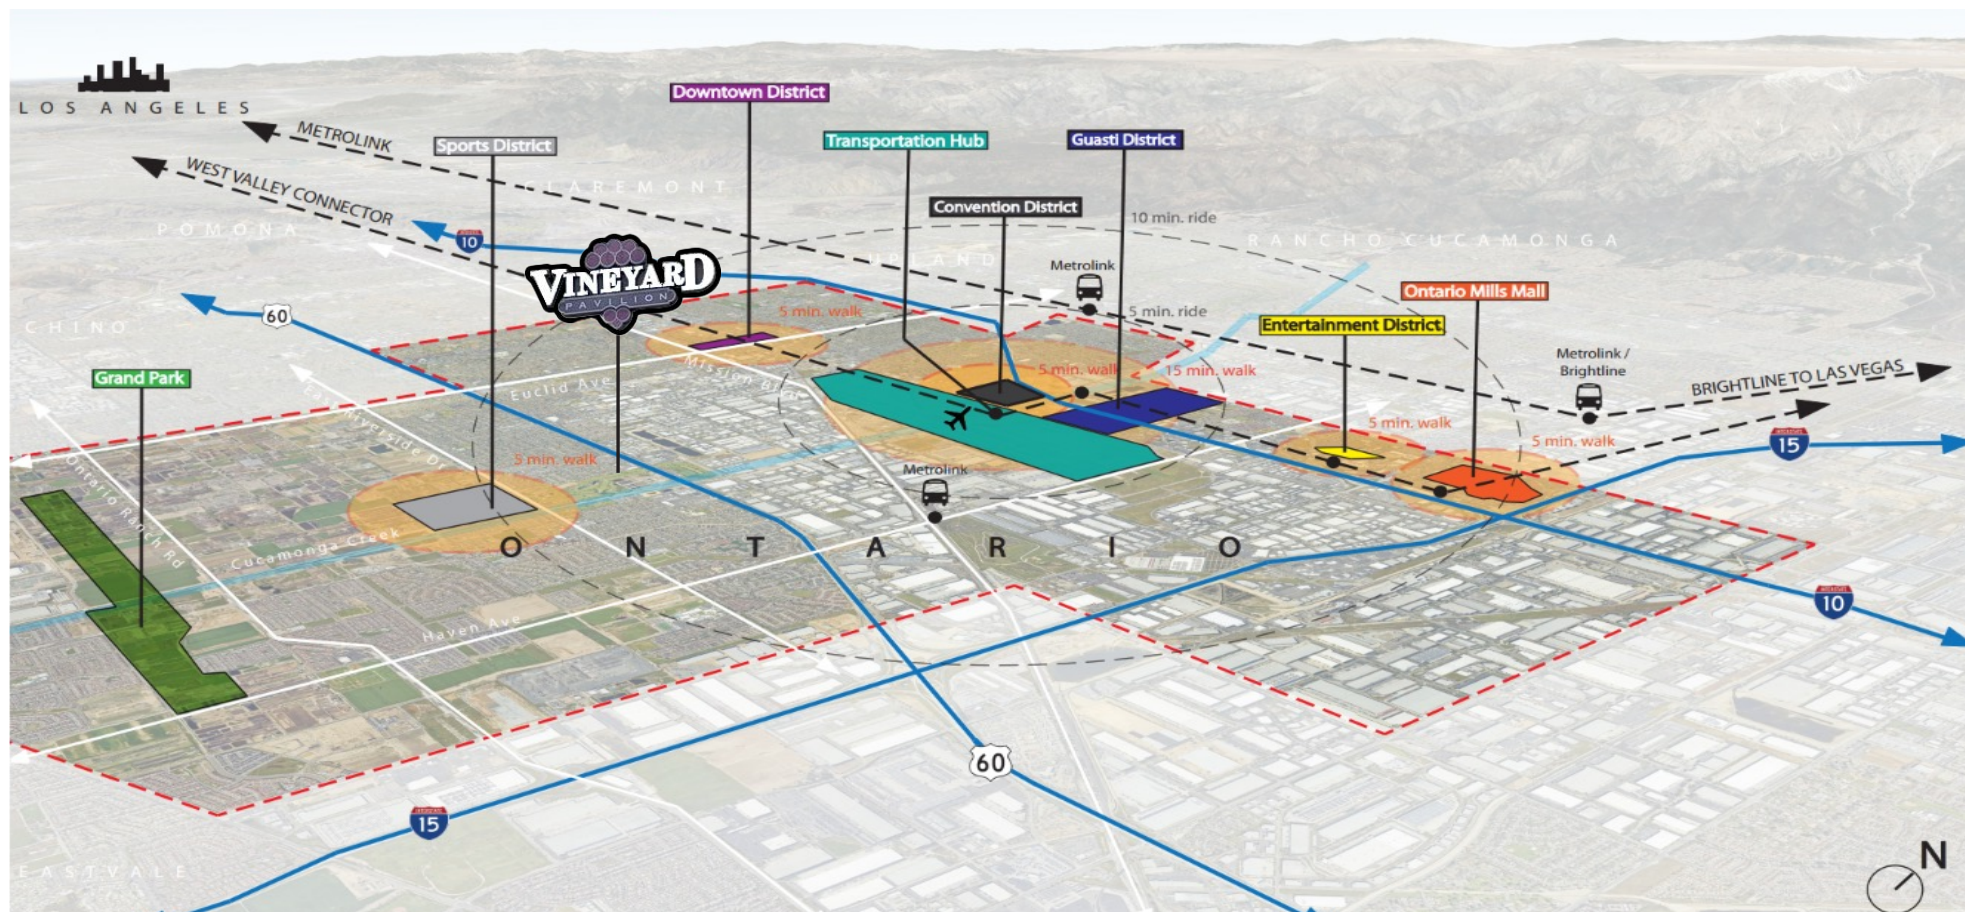 LOS ANGELES
METROLINK
WEST VALLEY CONNECTOR
Downtown District
Sports District
Transportation Hub
Guasti District
Convention District
CLAREMONT
POMONA
10
10 min. ride
RANCHO CUCAMONGA
UPLAND
VINEYARD
PAVILION
Metrolink
Ontario Mills Mall
60
CHINO
5 min. walk
5 min. ride
Entertainment District
Metrolink /
Brightline
BRIGHTLINE TO LAS VEGAS
Grand Park
Euclid Ave
Mission Blvd
5 min. walk
15 min. walk
East Riverside Dr
5 min. walk
5 min. walk
5 min. walk
15
Ontario Ranch Rd
Metrolink
Cucamonga Creek
ONTARIO
10
Haven Ave
60
15
EASTVALE
N